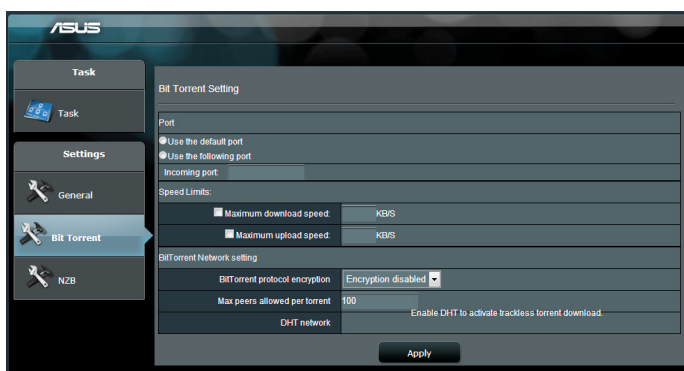 ASUS
Task
Task
Settings
General
Bit Torrent
NZB
Bit Torrent Setting
Port
Use the default port
Use the following port
Incoming port:
Speed Limits:
Maximum download speed: KB/S
Maximum upload speed: KB/S
BitTorrent Network setting
BitTorrent protocol encryption Encryption disabled
Max peers allowed per torrent 100
DHT network Enable DHT to activate trackless torrent download.
Apply